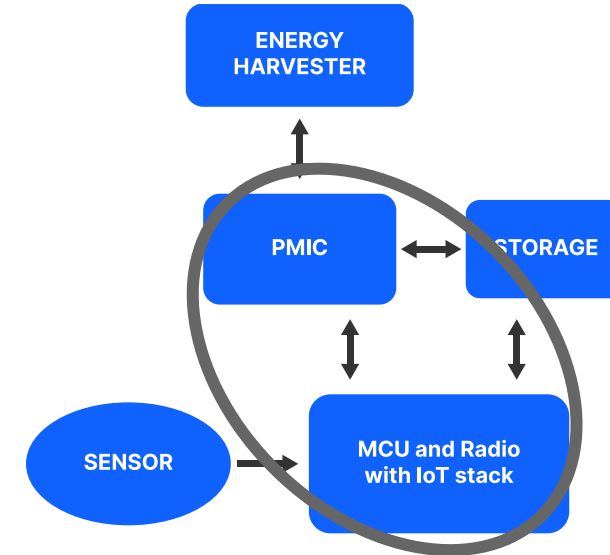 ENERGY
HARVESTER
PMIC
STORAGE
SENSOR
MCU and Radio
with IoT stack